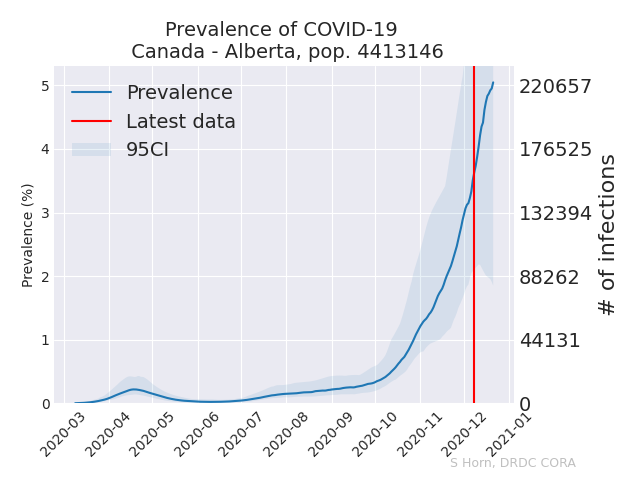 Prevalence of COVID-19
Canada - Alberta, pop. 4413146
Prevalence
Latest data
95CI
Prevalence (%)
5
4
3
2
1
0
220657
176525
132394
88262
44131
0
# of infections
2020-03
2020-04
2020-05
2020-06
2020-07
2020-08
2020-09
2020-10
2020-11
2020-12
2021-01
S Horn, DRDC CORA